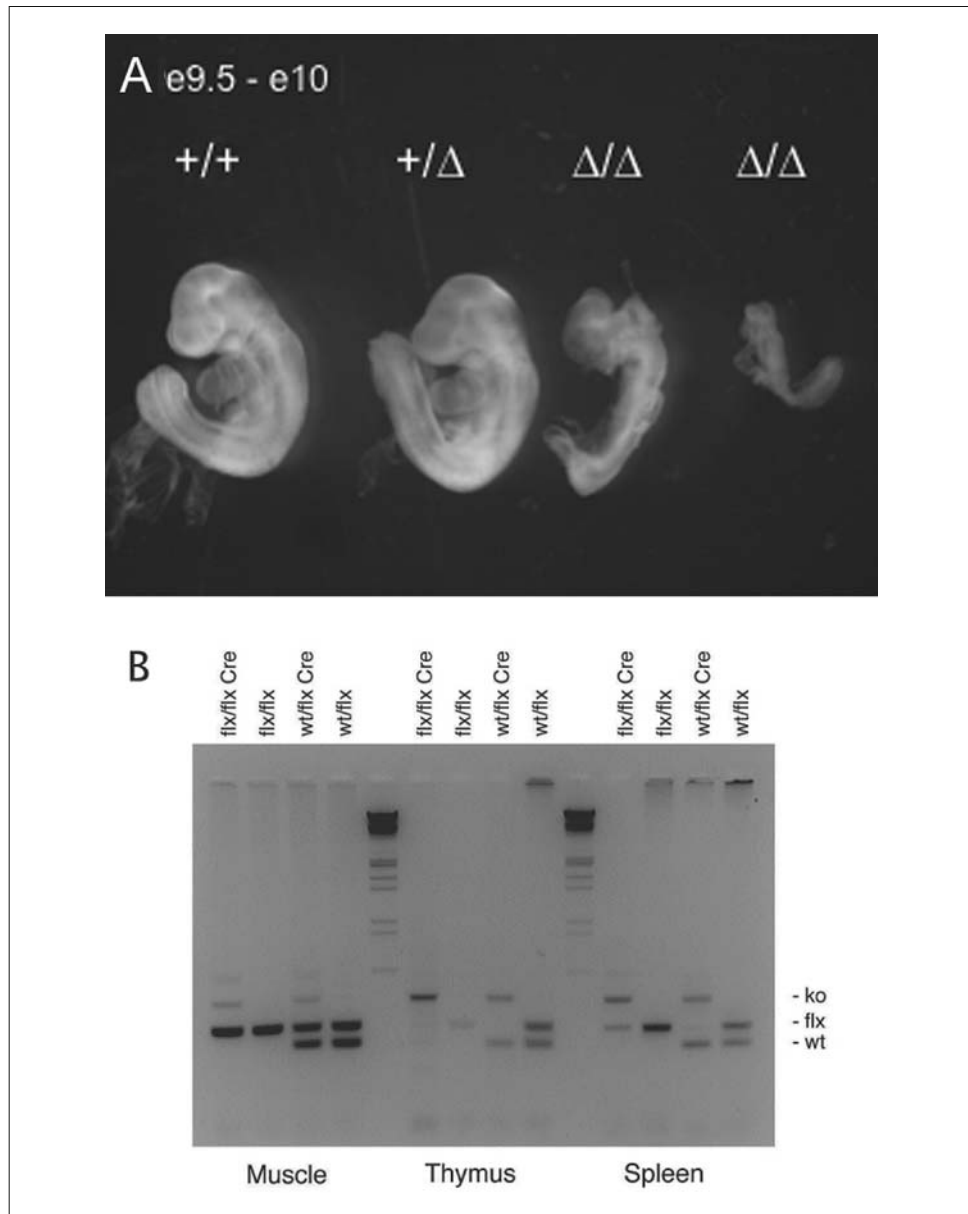 A e9.5 - e10
+/+ +/Δ Δ/Δ Δ/Δ
B
flx/flx Cre
flx/flx
wt/flx Cre
wt/flx
flx/flx Cre
flx/flx
wt/flx Cre
wt/flx
flx/flx Cre
flx/flx
wt/flx Cre
wt/flx
- ko
- flx
- wt
Muscle Thymus Spleen